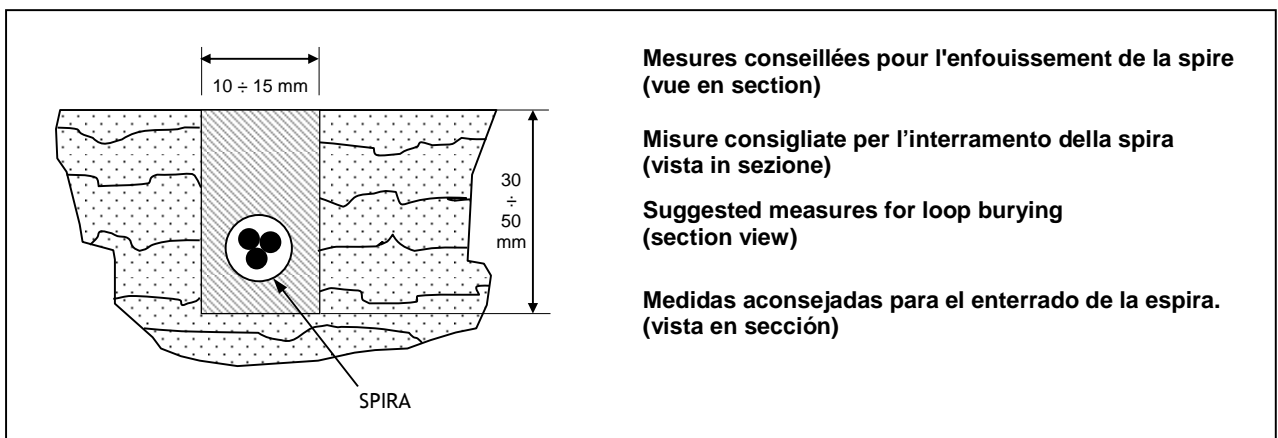 10 ÷ 15 mm
30
÷
50
mm
SPIRA
Mesures conseillées pour l'enfouissement de la spire
(vue en section)
Misure consigliate per l’interramento della spira
(vista in sezione)
Suggested measures for loop burying
(section view)
Medidas aconsejadas para el enterrado de la espira.
(vista en sección)